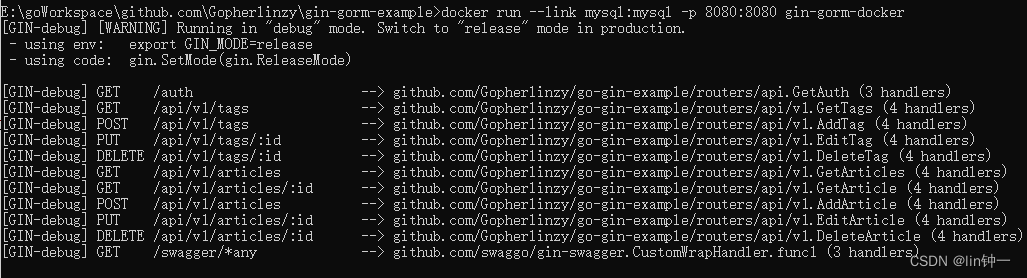 E:\goWorkspace\github.com\Gopherlinzy\gin-gorm-example>docker run --link mysql:mysql -p 8080:8080 gin-gorm-docker
[GIN-debug] [WARNING] Running in "debug" mode. Switch to "release" mode in production.
 - using env:   export GIN_MODE=release
 - using code:  gin.SetMode(gin.ReleaseMode)
[GIN-debug] GET    /auth                     --> github.com/Gopherlinzy/go-gin-example/routers/api.GetAuth (3 handlers)
[GIN-debug] GET    /api/v1/tags              --> github.com/Gopherlinzy/go-gin-example/routers/api/v1.GetTags (4 handlers)
[GIN-debug] POST   /api/v1/tags              --> github.com/Gopherlinzy/go-gin-example/routers/api/v1.AddTag (4 handlers)
[GIN-debug] PUT    /api/v1/tags/:id          --> github.com/Gopherlinzy/go-gin-example/routers/api/v1.EditTag (4 handlers)
[GIN-debug] DELETE /api/v1/tags/:id          --> github.com/Gopherlinzy/go-gin-example/routers/api/v1.DeleteTag (4 handlers)
[GIN-debug] GET    /api/v1/articles          --> github.com/Gopherlinzy/go-gin-example/routers/api/v1.GetArticles (4 handlers)
[GIN-debug] GET    /api/v1/articles/:id      --> github.com/Gopherlinzy/go-gin-example/routers/api/v1.GetArticle (4 handlers)
[GIN-debug] POST   /api/v1/articles          --> github.com/Gopherlinzy/go-gin-example/routers/api/v1.AddArticle (4 handlers)
[GIN-debug] PUT    /api/v1/articles/:id      --> github.com/Gopherlinzy/go-gin-example/routers/api/v1.EditArticle (4 handlers)
[GIN-debug] DELETE /api/v1/articles/:id      --> github.com/Gopherlinzy/go-gin-example/routers/api/v1.DeleteArticle (4 handlers)
[GIN-debug] GET    /swagger/*any             --> github.com/swaggo/gin-swagger.CustomWrapHandler.func1 (3 handlers)
CSDN @lin钟一